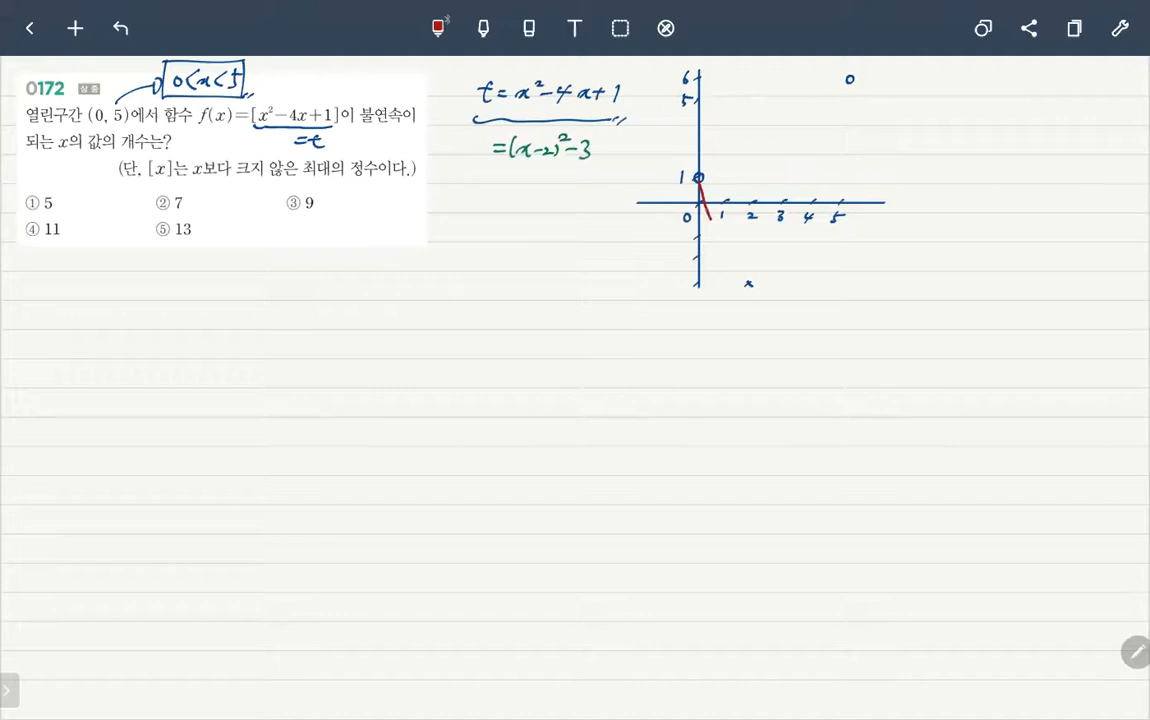 0172 상 중
0<x<5
열린구간 (0, 5)에서 함수 f(x)=[x²-4x+1]이 불연속이
=t
되는 x의 값의 개수는?
(단, [x]는 x보다 크지 않은 최대의 정수이다.)
① 5 ② 7 ③ 9
④ 11 ⑤ 13
t = x²-4x+1
=(x-2)²-3
6
5
1
0 1 2 3 4 5